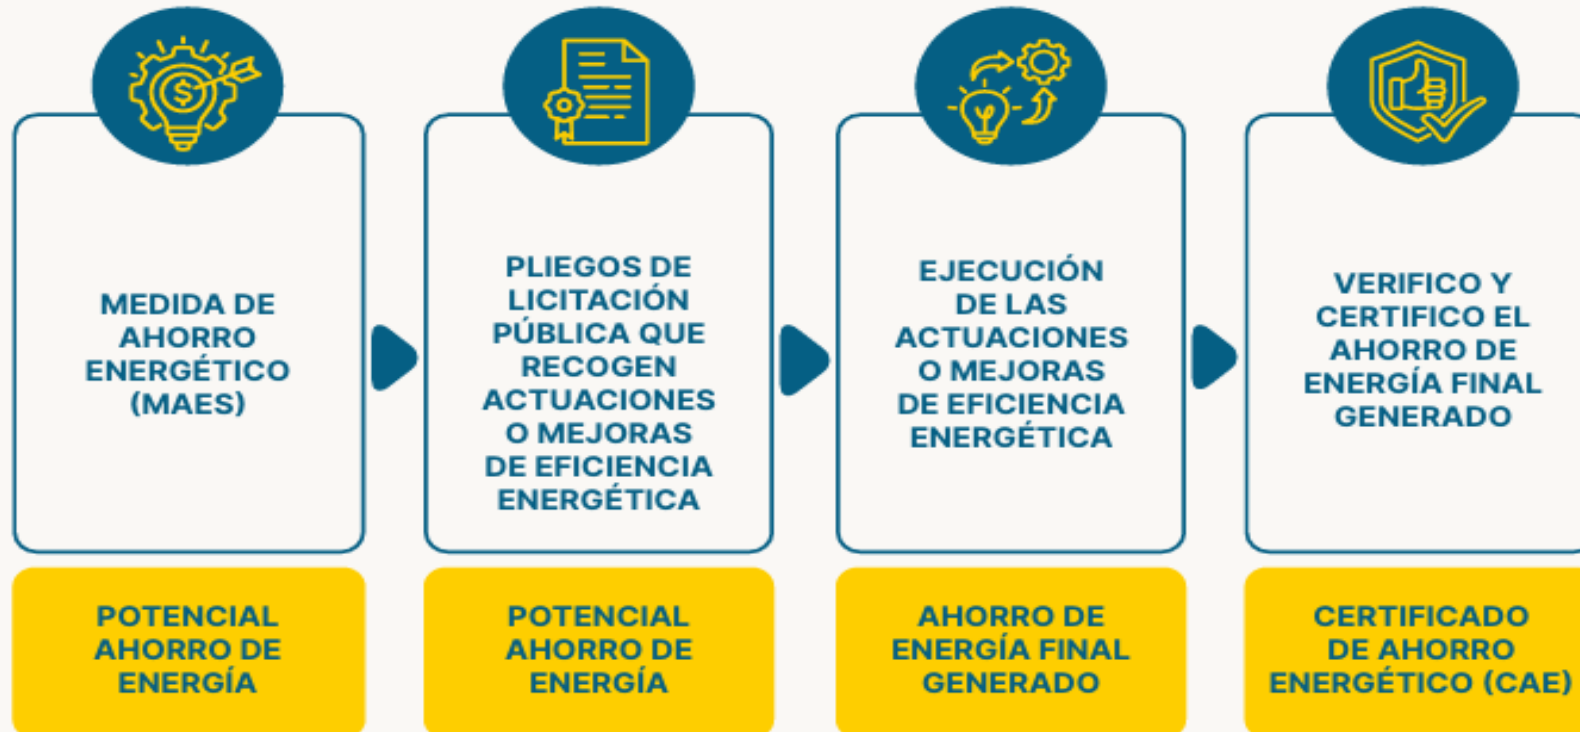 $
MEDIDA DE
AHORRO
ENERGÉTICO
(MAES)
PLIEGOS DE
LICITACIÓN
PÚBLICA QUE
RECOGEN
ACTUACIONES
O MEJORAS
DE EFICIENCIA
ENERGÉTICA
EJECUCIÓN
DE LAS
ACTUACIONES
O MEJORAS
DE EFICIENCIA
ENERGÉTICA
VERIFICO Y
CERTIFICO EL
AHORRO DE
ENERGÍA FINAL
GENERADO
POTENCIAL
AHORRO DE
ENERGÍA
POTENCIAL
AHORRO DE
ENERGÍA
AHORRO DE
ENERGÍA FINAL
GENERADO
CERTIFICADO
DE AHORRO
ENERGÉTICO (CAE)